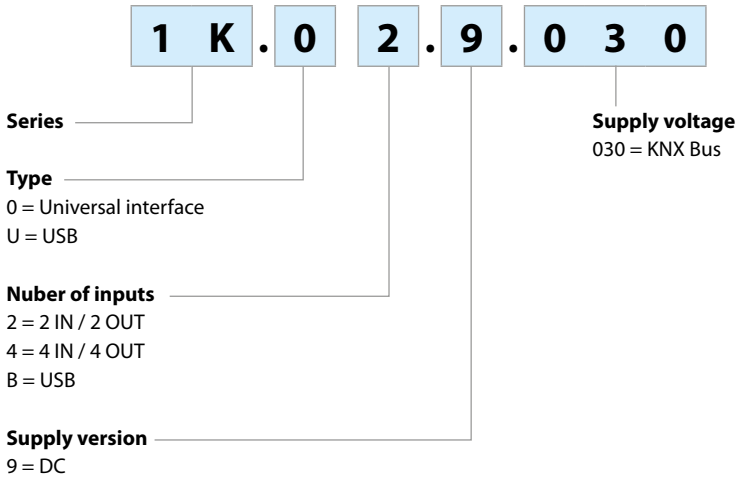 1 K . 0 2 . 9 . 0 3 0
Series
Supply voltage
030 = KNX Bus
Type
0 = Universal interface
U = USB
Nuber of inputs
2 = 2 IN / 2 OUT
4 = 4 IN / 4 OUT
B = USB
Supply version
9 = DC